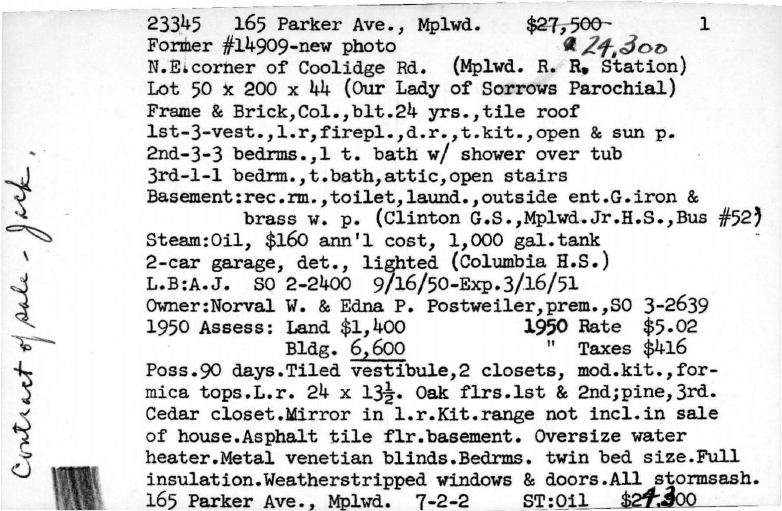 23345 165 Parker Ave., Mplwd. $27,500 1
Former #14909-new photo 24,300
N.E.corner of Coolidge Rd. (Mplwd. R. R. Station)
Lot 50 x 200 x 44 (Our Lady of Sorrows Parochial)
Frame & Brick,Col.,blt.24 yrs.,tile roof
1st-3-vest.,l.r,firepl.,d.r.,t.kit.,open & sun p.
2nd-3-3 bedrms.,1 t. bath w/ shower over tub
3rd-1-1 bedrm.,t.bath,attic,open stairs
Basement:rec.rm.,toilet,laund.,outside ent.G.iron &
brass w. p. (Clinton G.S.,Mplwd.Jr.H.S.,Bus #52)
Steam:Oil, $160 ann'l cost, 1,000 gal.tank
2-car garage, det., lighted (Columbia H.S.)
L.B:A.J. SO 2-2400 9/16/50-Exp.3/16/51
Owner:Norval W. & Edna P. Postweiler,prem.,SO 3-2639
1950 Assess: Land $1,400 1950 Rate $5.02
Bldg. 6,600 " Taxes $416
Poss.90 days.Tiled vestibule,2 closets, mod.kit.,for-
mica tops.L.r. 24 x 13½. Oak flrs.1st & 2nd;pine,3rd.
Cedar closet.Mirror in l.r.Kit.range not incl.in sale
of house.Asphalt tile flr.basement. Oversize water
heater.Metal venetian blinds.Bedrms. twin bed size.Full
insulation.Weatherstripped windows & doors.All stormsash.
165 Parker Ave., Mplwd. 7-2-2 ST:Oil $24,300
Contract of sale - Jack.